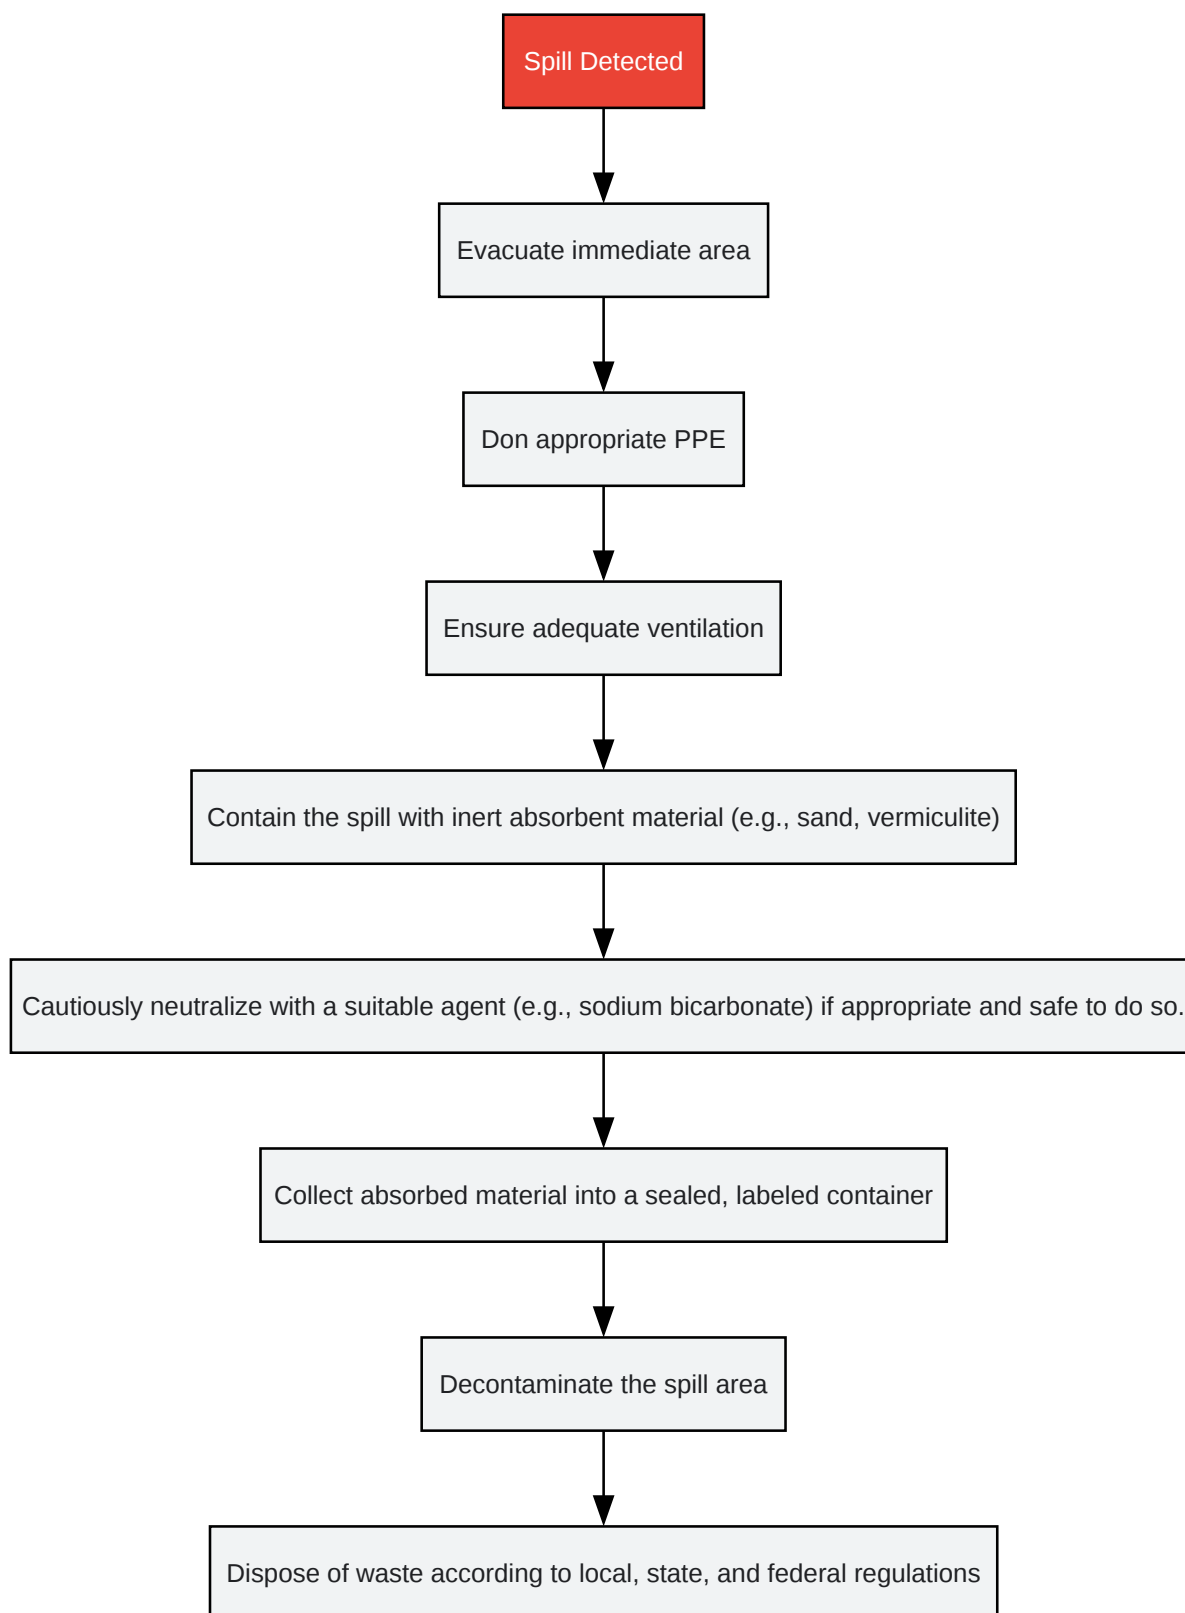 Spill Detected
Evacuate immediate area
Don appropriate PPE
Ensure adequate ventilation
Contain the spill with inert absorbent material (e.g., sand, vermiculite)
Cautiously neutralize with a suitable agent (e.g., sodium bicarbonate) if appropriate and safe to do so.
Collect absorbed material into a sealed, labeled container
Decontaminate the spill area
Dispose of waste according to local, state, and federal regulations